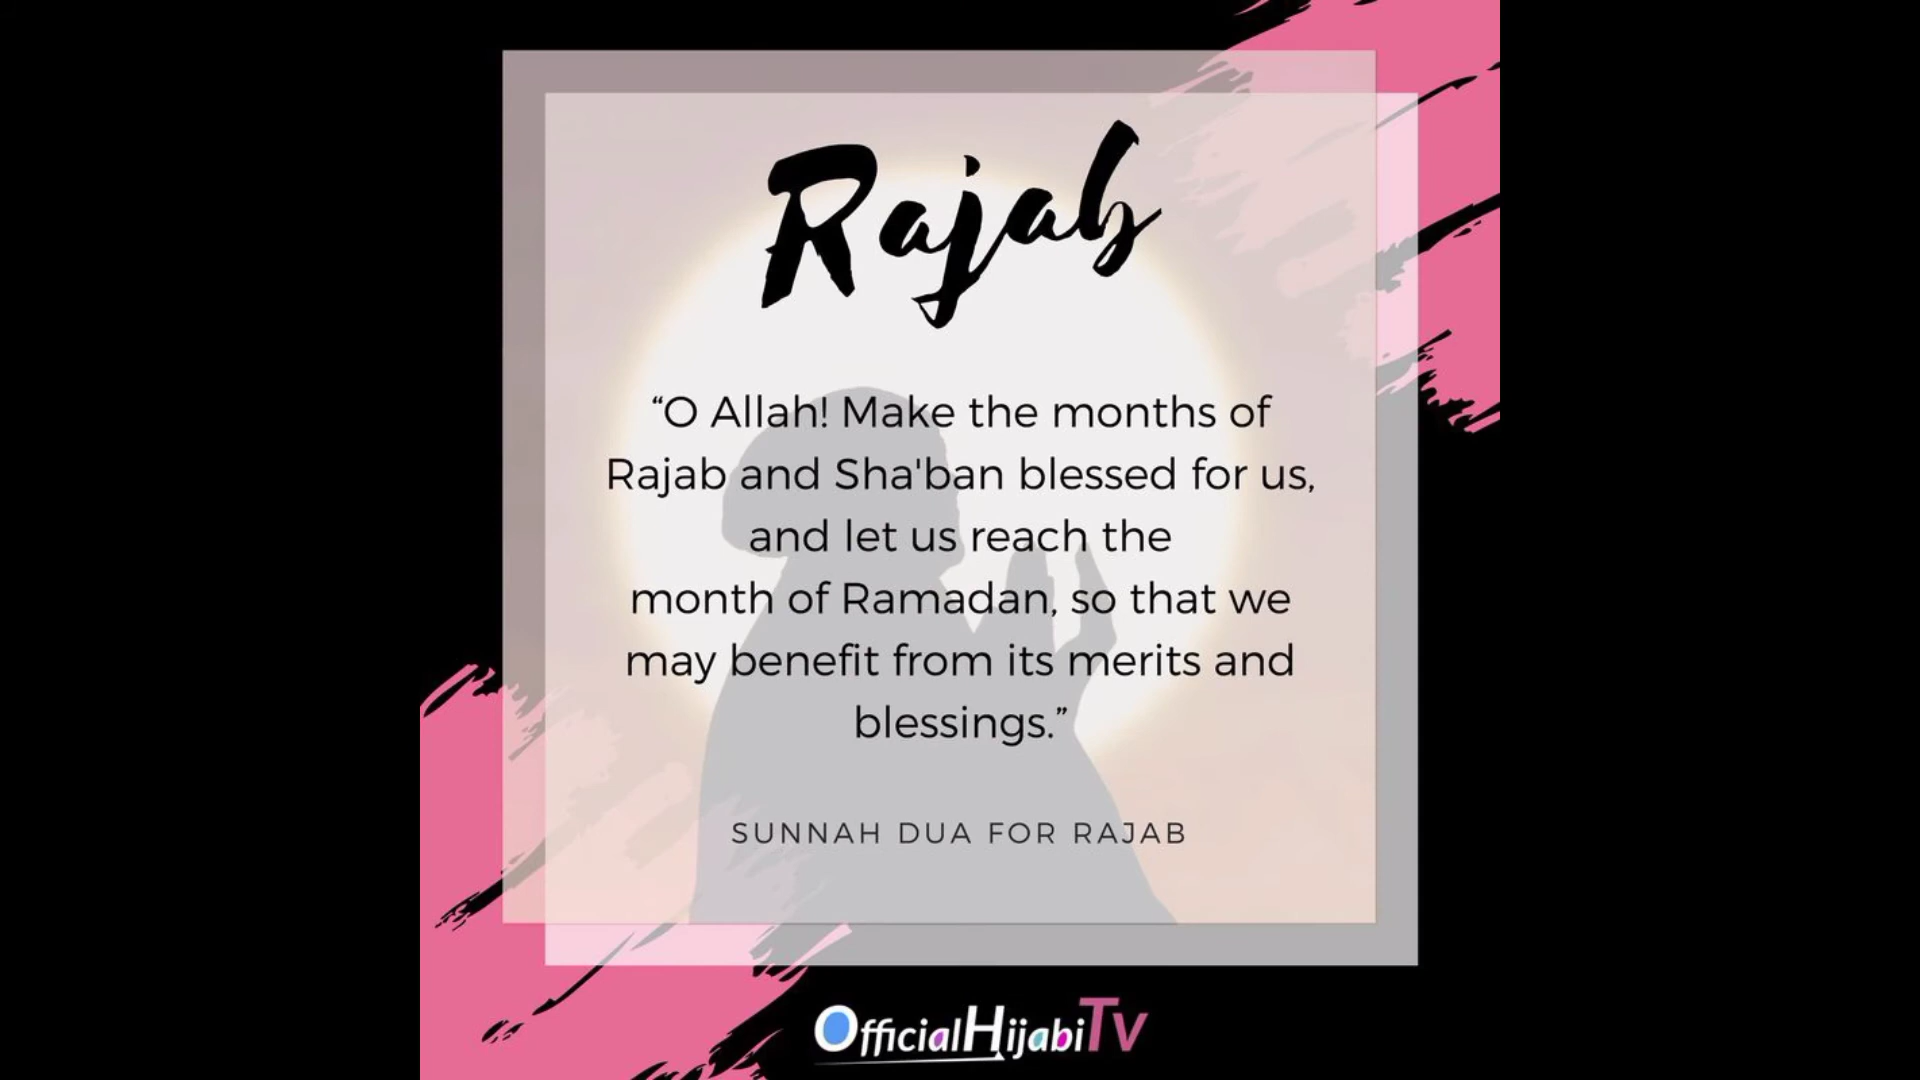 Rajab
“O Allah! Make the months of
Rajab and Sha'ban blessed for us,
and let us reach the
month of Ramadan, so that we
may benefit from its merits and
blessings.”
SUNNAH DUA FOR RAJAB
OfficialHijabiTV